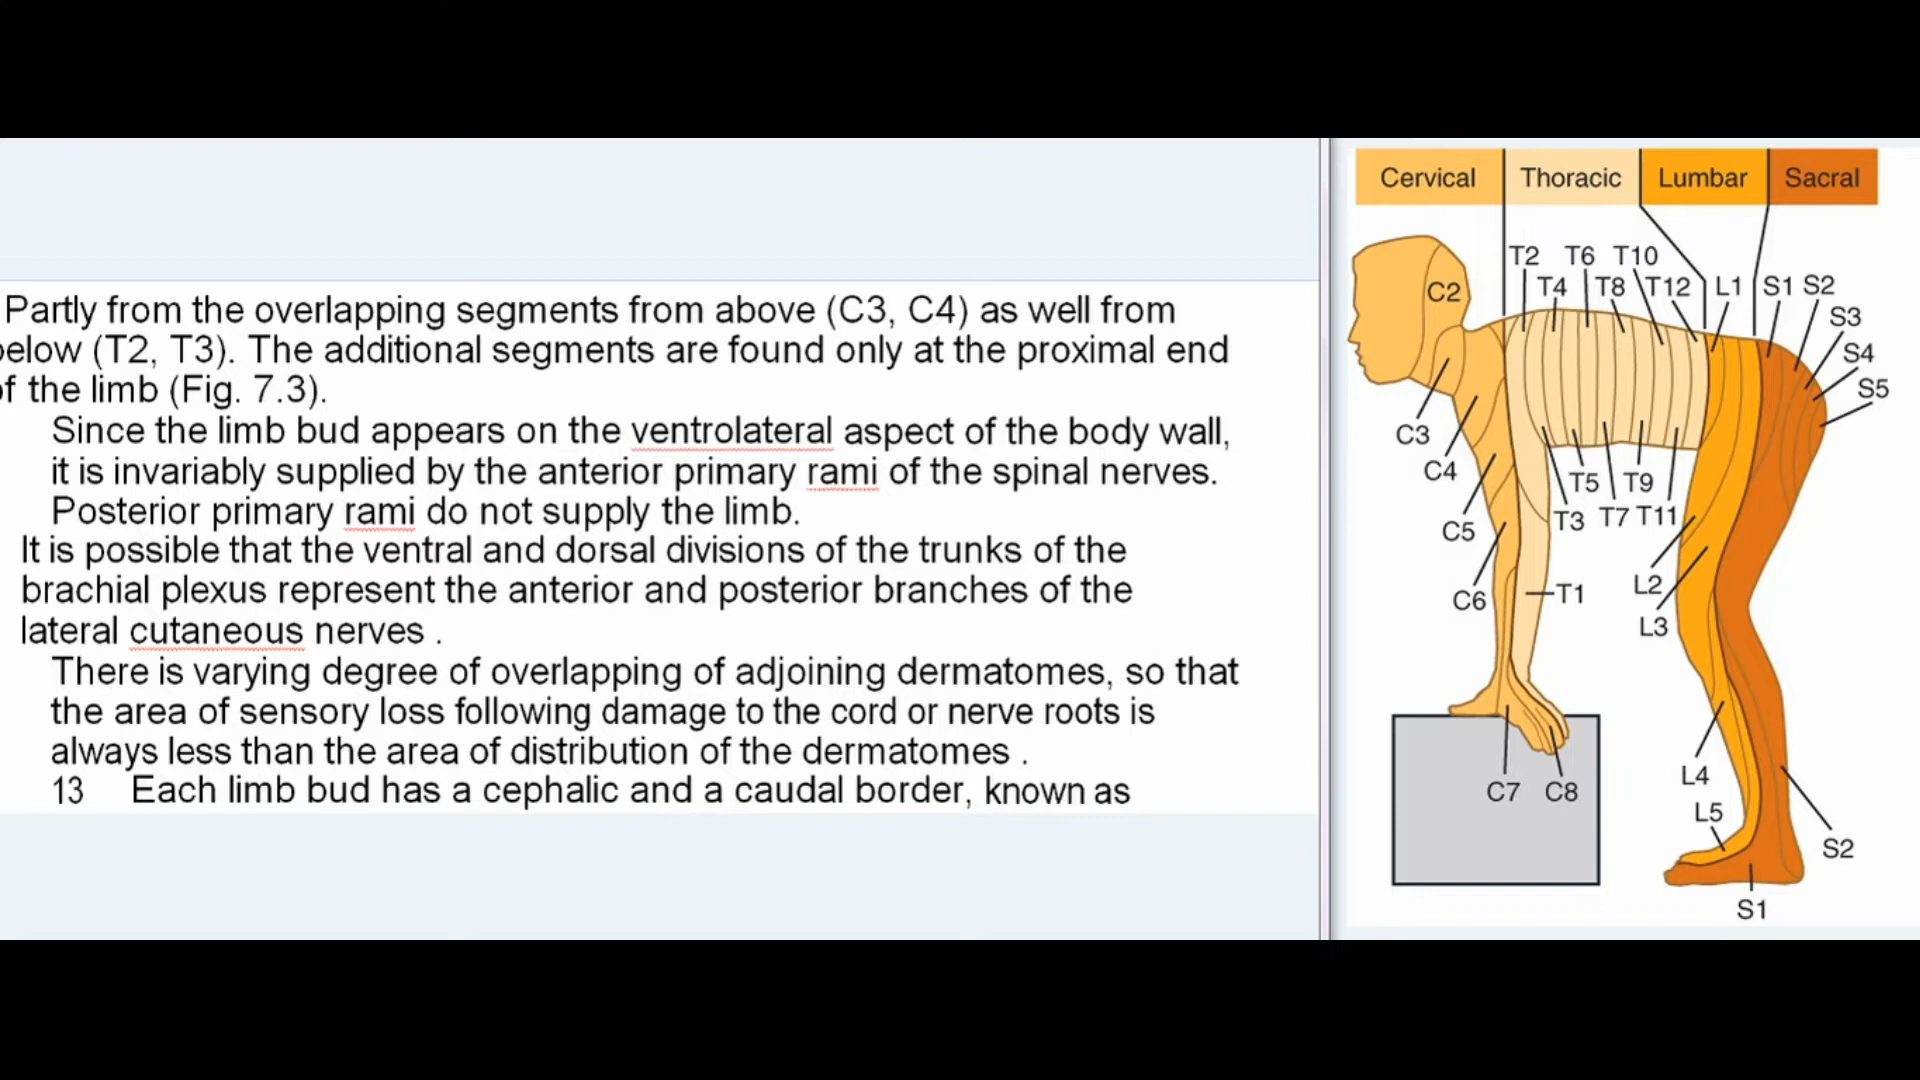 Partly from the overlapping segments from above (C3, C4) as well from
below (T2, T3). The additional segments are found only at the proximal end
of the limb (Fig. 7.3).
Since the limb bud appears on the ventrolateral aspect of the body wall,
it is invariably supplied by the anterior primary rami of the spinal nerves.
Posterior primary rami do not supply the limb.
It is possible that the ventral and dorsal divisions of the trunks of the
brachial plexus represent the anterior and posterior branches of the
lateral cutaneous nerves .
There is varying degree of overlapping of adjoining dermatomes, so that
the area of sensory loss following damage to the cord or nerve roots is
always less than the area of distribution of the dermatomes .
13 Each limb bud has a cephalic and a caudal border, known as
Cervical Thoracic Lumbar Sacral
T2 T6 T10
C2 T4 T8 T12 L1 S1 S2
S3
S4
S5
C3
C4 T5 T9
C5 T3 T7 T11
C6 T1 L2
L3
L4
C7 C8
L5
S2
S1